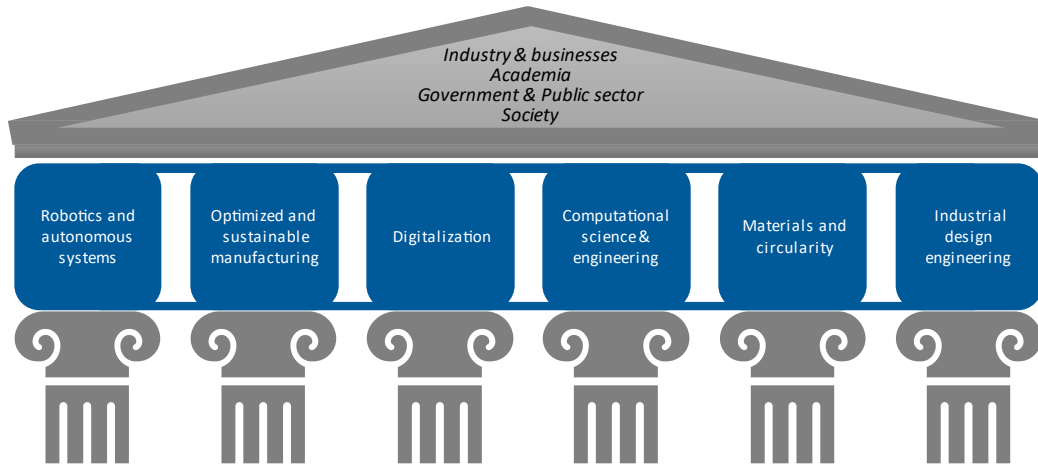 Industry & businesses
Academia
Government & Public sector
Society
Robotics and
autonomous
systems
Optimized and
sustainable
manufacturing
Digitalization
Computational
science &
engineering
Materials and
circularity
Industrial
design
engineering